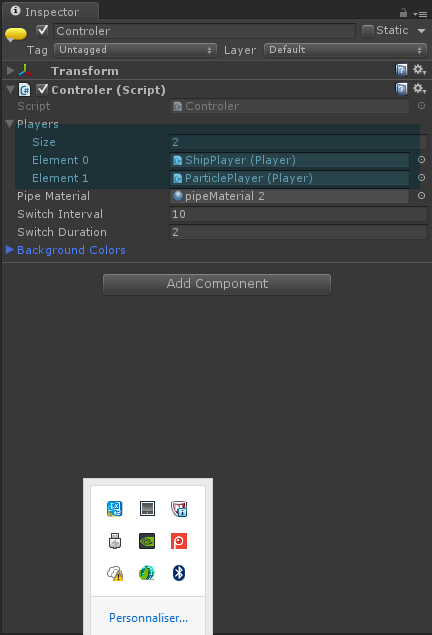 Inspector
Controler
Static
Tag Untagged Layer Default
Transform
Controler (Script)
Script Controler
Players
Size 2
Element 0 ShipPlayer (Player)
Element 1 ParticlePlayer (Player)
Pipe Material pipeMaterial 2
Switch Interval 10
Switch Duration 2
Background Colors
Add Component
Personnaliser...